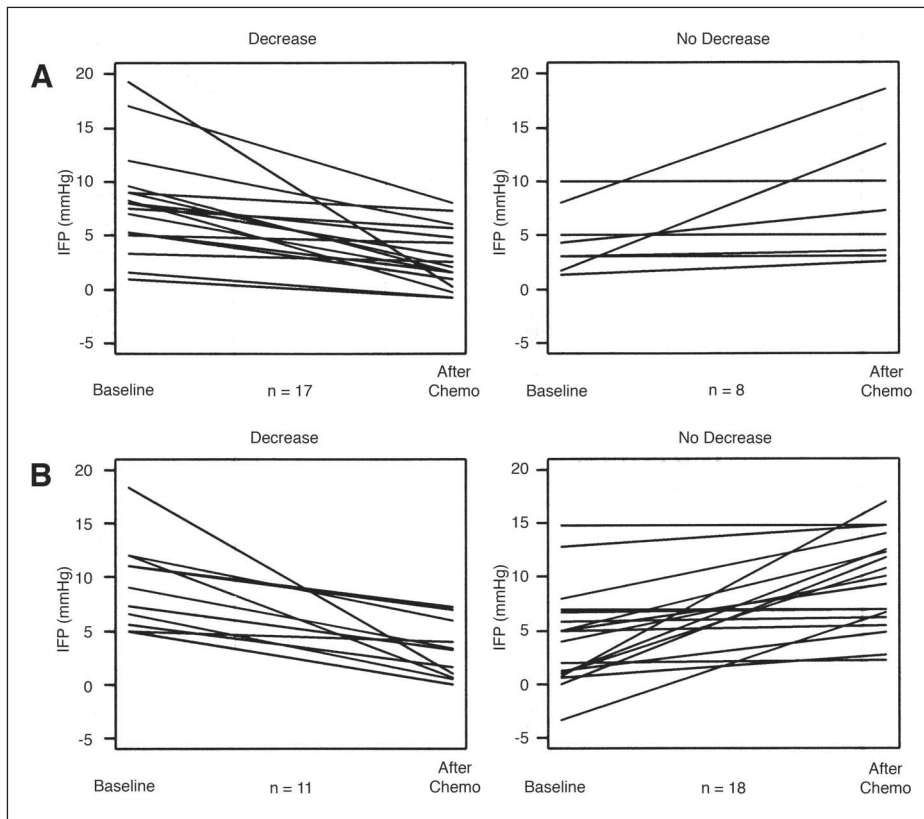 Decrease
No Decrease
A
20
15
10
5
0
-5
IFP (mmHg)
Baseline
n = 17
After
Chemo
20
15
10
5
0
-5
IFP (mmHg)
Baseline
n = 8
After
Chemo
Decrease
No Decrease
B
20
15
10
5
0
-5
IFP (mmHg)
Baseline
n = 11
After
Chemo
20
15
10
5
0
-5
IFP (mmHg)
Baseline
n = 18
After
Chemo